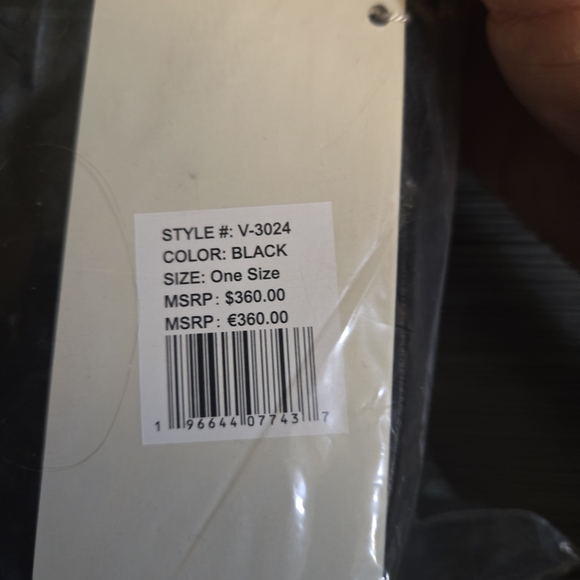 STYLE #: V-3024
COLOR: BLACK
SIZE: One Size
MSRP: $360.00
MSRP: €360.00
1 96644 07743 7